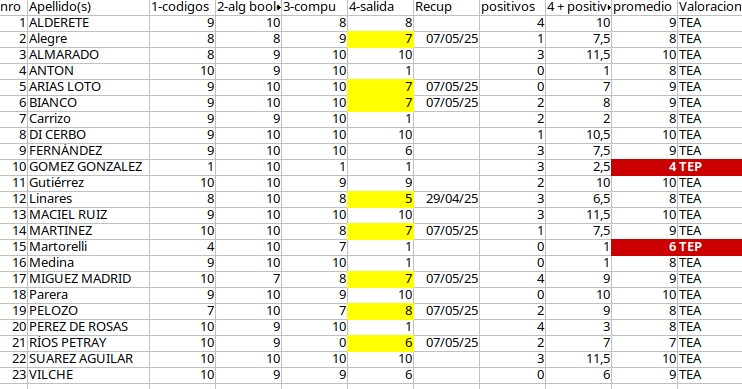 nro Apellido(s) 1-codigos 2-alg bool 3-compu 4-salida Recup positivos 4 + positiv promedio Valoracion
1 ALDERETE 9 10 8 8 4 10 9 TEA
2 Alegre 8 8 9 7 07/05/25 1 7,5 8 TEA
3 ALMARADO 8 9 10 10 3 11,5 10 TEA
4 ANTON 10 9 10 1 0 1 8 TEA
5 ARIAS LOTO 9 10 10 7 07/05/25 0 7 9 TEA
6 BIANCO 9 10 10 7 07/05/25 2 8 9 TEA
7 Carrizo 9 9 10 1 2 2 8 TEA
8 DI CERBO 9 10 10 10 1 10,5 10 TEA
9 FERNÁNDEZ 9 10 10 6 3 7,5 9 TEA
10 GOMEZ GONZALEZ 1 10 1 1 3 2,5 4 TEP
11 Gutiérrez 10 10 9 9 2 10 10 TEA
12 Linares 8 10 8 5 29/04/25 3 6,5 8 TEA
13 MACIEL RUIZ 9 10 10 10 3 11,5 10 TEA
14 MARTINEZ 10 10 8 7 07/05/25 1 7,5 9 TEA
15 Martorelli 4 10 7 1 0 1 6 TEP
16 Medina 9 10 10 1 0 1 8 TEA
17 MIGUEZ MADRID 10 7 8 7 07/05/25 4 9 9 TEA
18 Parera 9 10 9 10 0 10 10 TEA
19 PELOZO 7 10 7 8 07/05/25 2 9 8 TEA
20 PEREZ DE ROSAS 10 9 10 1 4 3 8 TEA
21 RÍOS PETRAY 10 9 0 6 07/05/25 2 7 7 TEA
22 SUAREZ AGUILAR 10 10 10 10 3 11,5 10 TEA
23 VILCHE 10 9 9 6 0 6 9 TEA